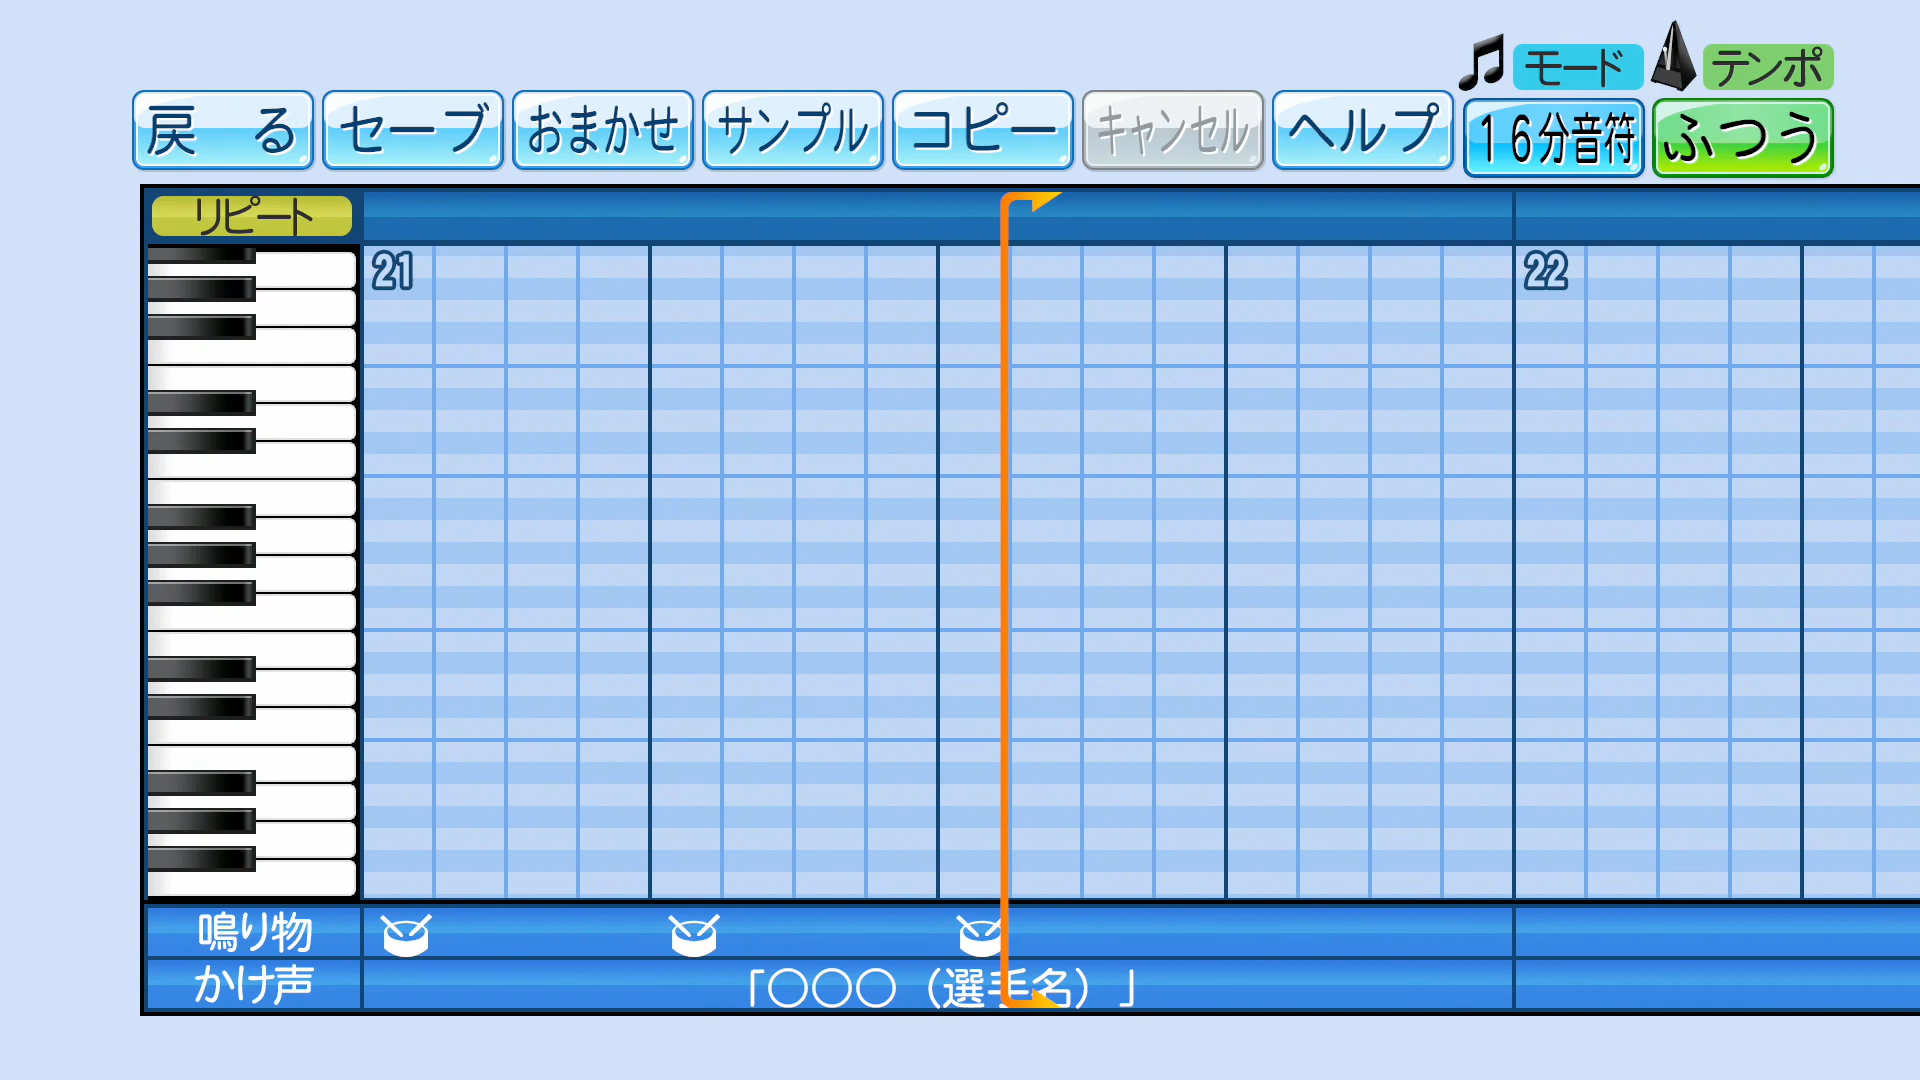 モード テンポ
戻る セーブ おまかせ サンプル コピー キャンセル ヘルプ 16分音符 ふつう
リピート
21 22
鳴り物
かけ声 「○○○（選手名）」